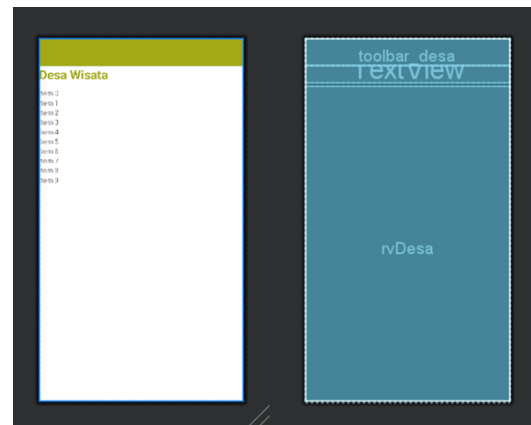 Desa Wisata
Item 0
Item 1
Item 2
Item 3
Item 4
Item 5
Item 6
Item 7
Item 8
Item 9
toolbar_desa
TextView
rvDesa